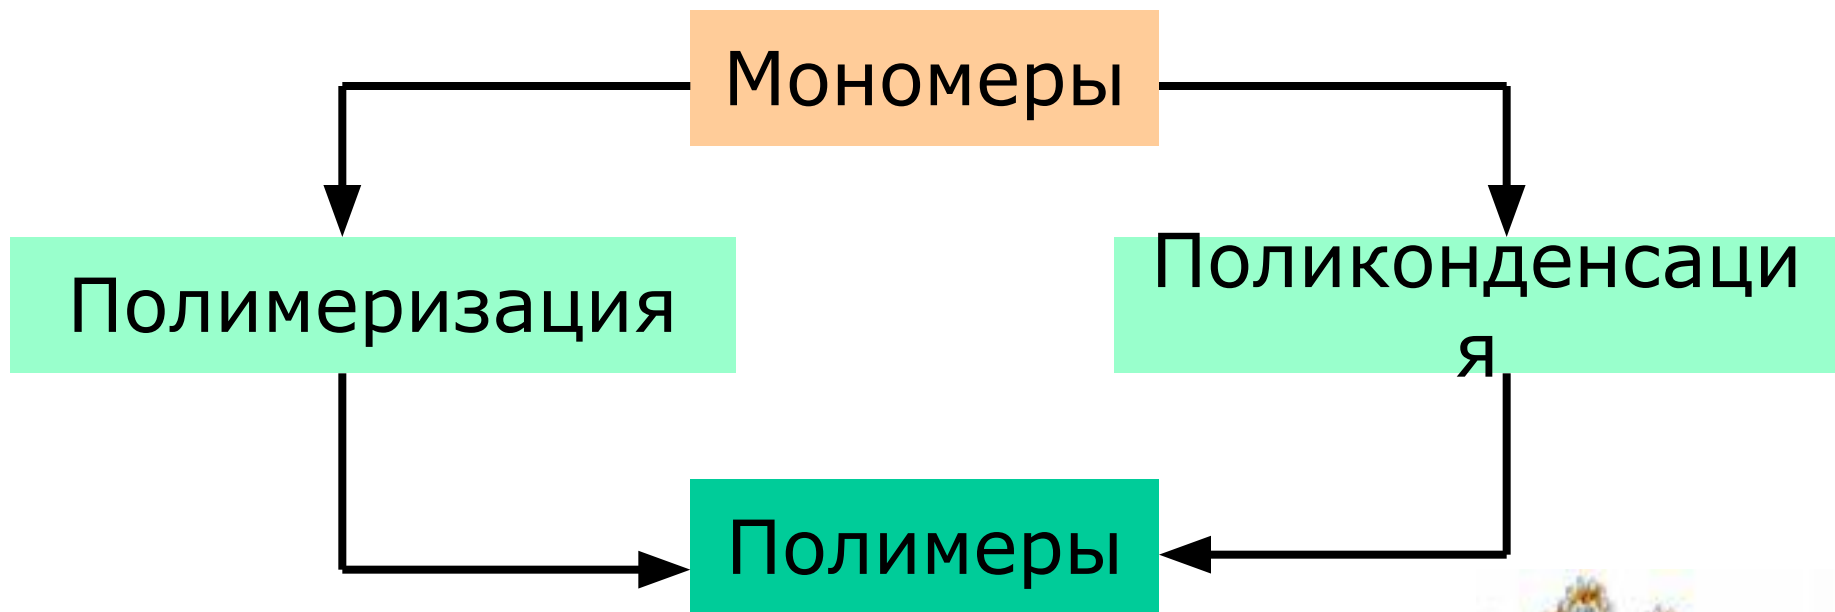 Мономеры
Полимеризация
Поликонденсаци
я
Полимеры